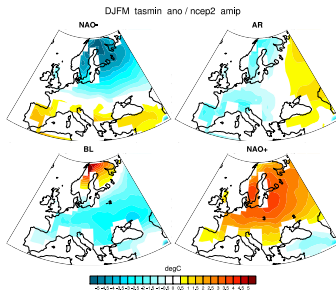 DJFM tasmin ano / ncep2 amip
NAO-
AR
BL
NAO+
degC